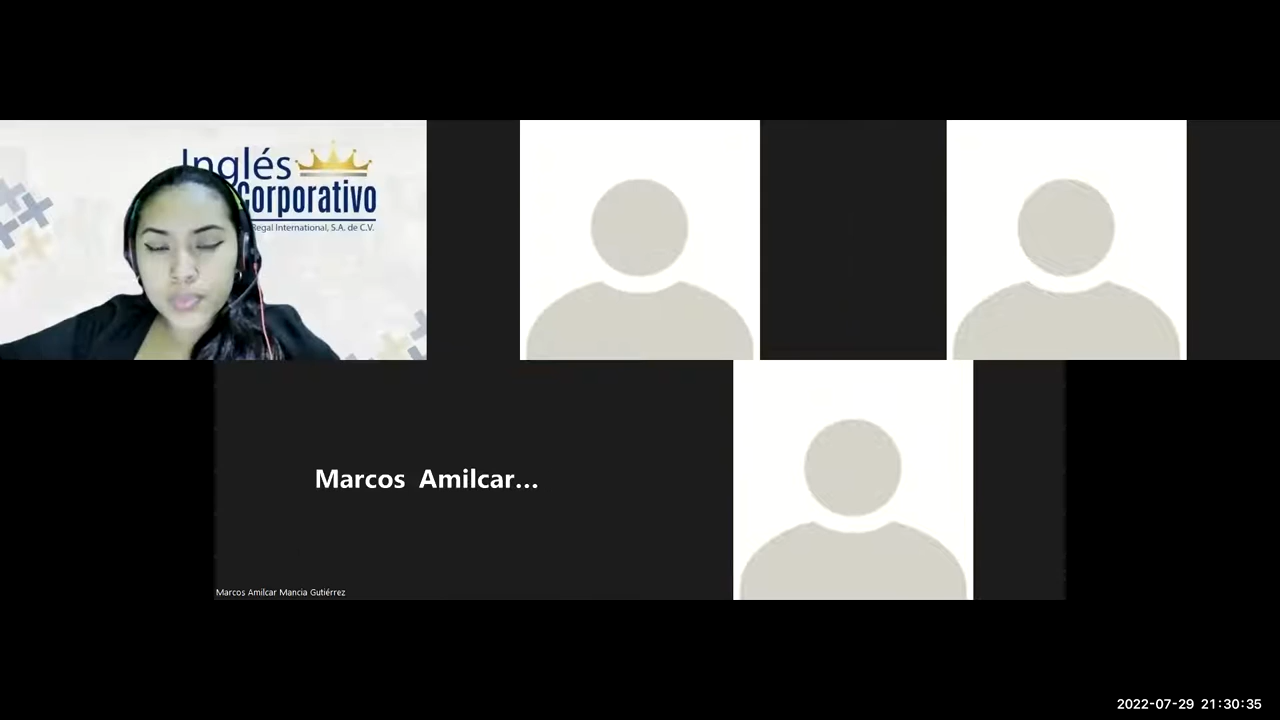 Inglés
Corporativo
Regal International, S.A. de C.V.
Marcos Amilcar...
Marcos Amilcar Mancia Gutiérrez
2022-07-29 21:30:35